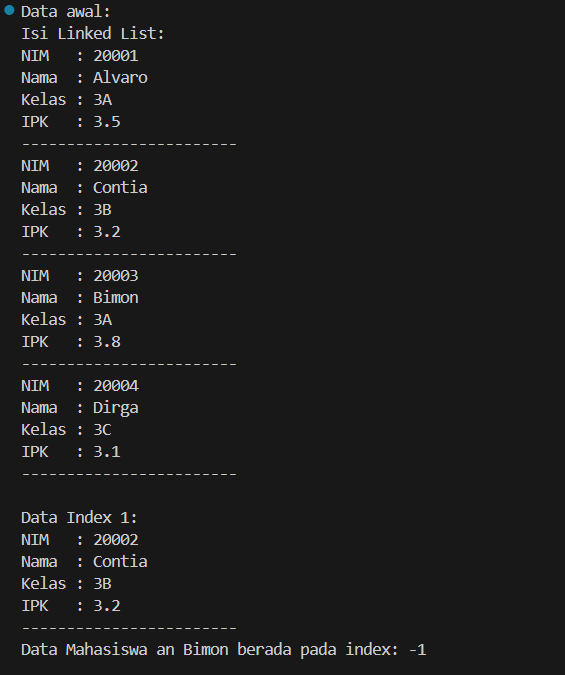 Data awal:
Isi Linked List:
NIM   : 20001
Nama  : Alvaro
Kelas : 3A
IPK   : 3.5
------------------------
NIM   : 20002
Nama  : Contia
Kelas : 3B
IPK   : 3.2
------------------------
NIM   : 20003
Nama  : Bimon
Kelas : 3A
IPK   : 3.8
------------------------
NIM   : 20004
Nama  : Dirga
Kelas : 3C
IPK   : 3.1
------------------------

Data Index 1:
NIM   : 20002
Nama  : Contia
Kelas : 3B
IPK   : 3.2
------------------------
Data Mahasiswa an Bimon berada pada index: -1